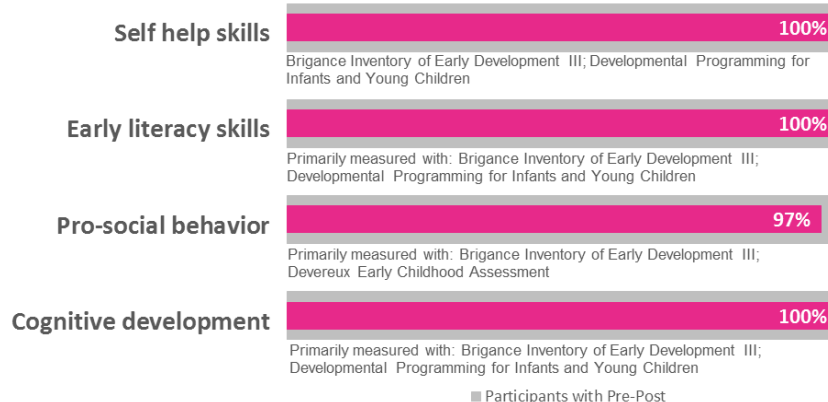 Self help skills
100%
Brigance Inventory of Early Development III; Developmental Programming for
Infants and Young Children
Early literacy skills
100%
Primarily measured with: Brigance Inventory of Early Development III;
Developmental Programming for Infants and Young Children
Pro-social behavior
97%
Primarily measured with: Brigance Inventory of Early Development III;
Devereux Early Childhood Assessment
Cognitive development
100%
Primarily measured with: Brigance Inventory of Early Development III;
Developmental Programming for Infants and Young Children
Participants with Pre-Post